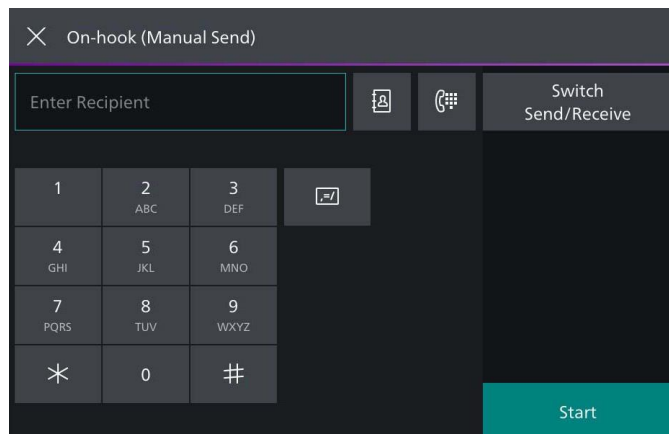 On-hook (Manual Send)
Enter Recipient
Switch
Send/Receive
1 2 3
ABC DEF
,=/
4 5 6
GHI JKL MNO
7 8 9
PQRS TUV WXYZ
* 0 #
Start